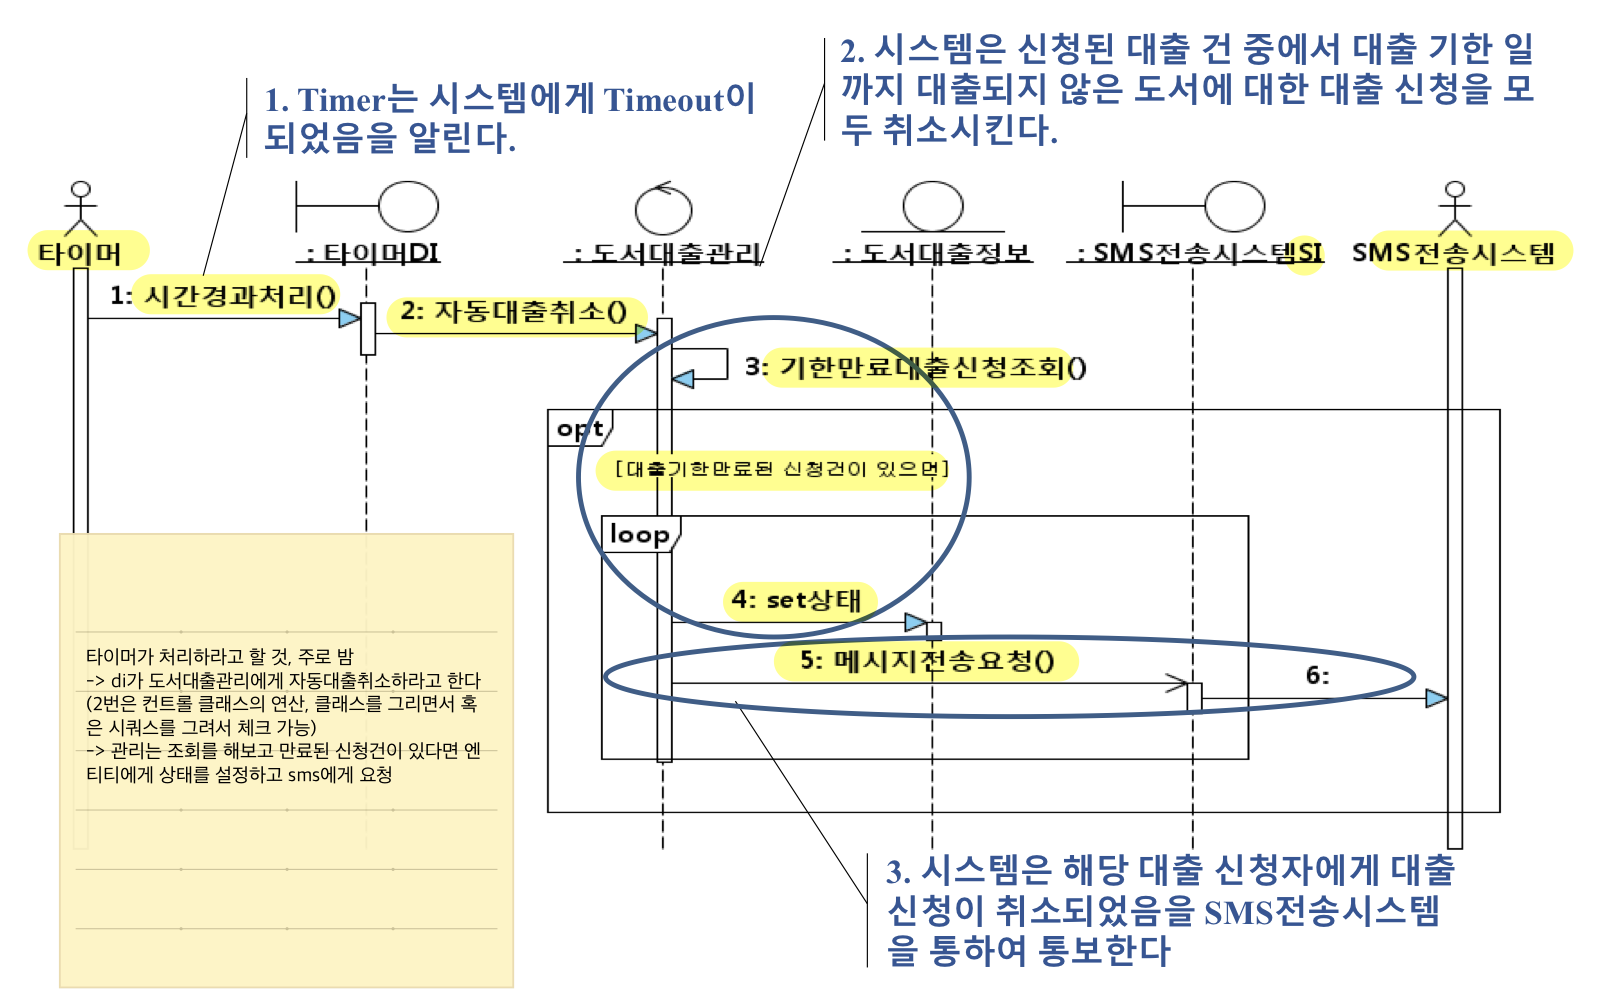 2. 시스템은 신청된 대출 건 중에서 대출 기한 일
까지 대출되지 않은 도서에 대한 대출 신청을 모
두 취소시킨다.
1. Timer는 시스템에게 Timeout이
되었음을 알린다.
타이머
: 타이머DI
: 도서대출관리
: 도서대출정보
: SMS전송시스템SI
SMS전송시스템
1: 시간경과처리()
2: 자동대출취소()
3: 기한만료대출신청조회()
opt
[대출기한만료된 신청건이 있으면]
loop
4: set상태
5: 메시지전송요청()
6:
타이머가 처리하라고 할 것, 주로 밤
-> di가 도서대출관리에게 자동대출취소하라고 한다
(2번은 컨트롤 클래스의 연산, 클래스를 그리면서 혹
은 시쿼스를 그려서 체크 가능)
-> 관리는 조회를 해보고 만료된 신청건이 있다면 엔
티티에게 상태를 설정하고 sms에게 요청
3. 시스템은 해당 대출 신청자에게 대출
신청이 취소되었음을 SMS전송시스템
을 통하여 통보한다